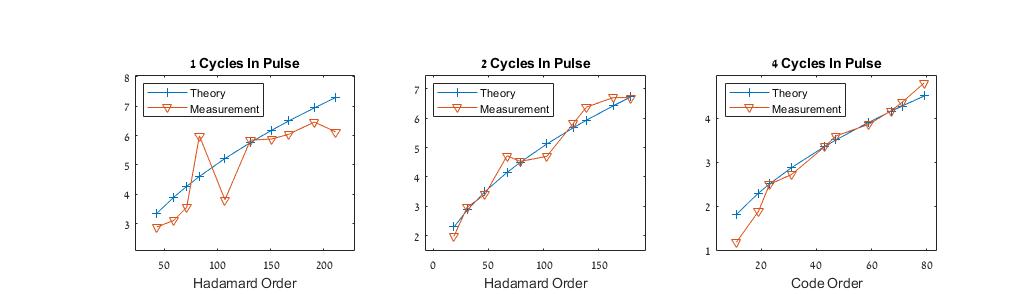 1 Cycles In Pulse
8
7
6
5
4
3
Theory
Measurement
50
100
150
200
Hadamard Order
2 Cycles In Pulse
7
6
5
4
3
2
Theory
Measurement
0
50
100
150
Hadamard Order
4 Cycles In Pulse
4
3
2
1
Theory
Measurement
20
40
60
80
Code Order